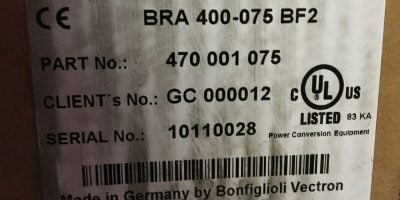 CE BRA 400-075 BF2
PART No.: 470 001 075
CLIENT´s No.: GC 000012
C UL US
LISTED 83 KA
SERIAL No.: 10110028
Power Conversion Equipment
Made in Germany by Bonfiglioli Vectron